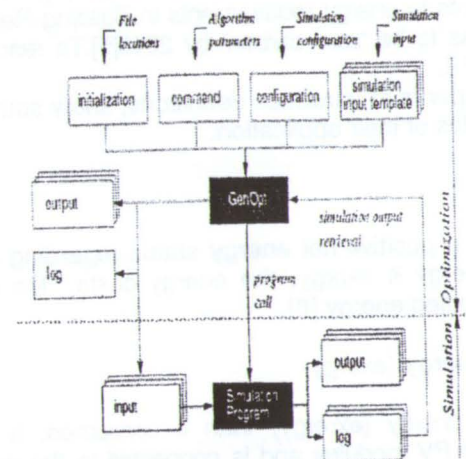 File
locations
Algorithm
parameters
Simulation
configuration
Simulation
input
initialization
command
configuration
simulation
input template
GenOpt
output
log
simulation output
retrieval
program
call
Optimization
Simulation
input
Simulation
Program
output
log